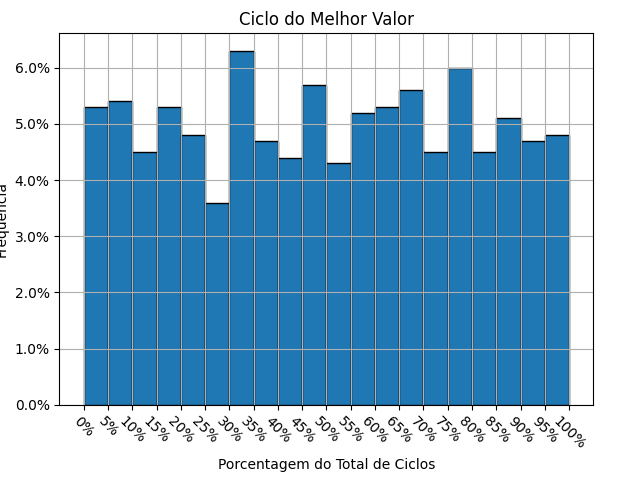 Ciclo do Melhor Valor
6.0%
5.0%
4.0%
3.0%
2.0%
1.0%
0.0%
Frequência
0% 5% 10% 15% 20% 25% 30% 35% 40% 45% 50% 55% 60% 65% 70% 75% 80% 85% 90% 95% 100%
Porcentagem do Total de Ciclos